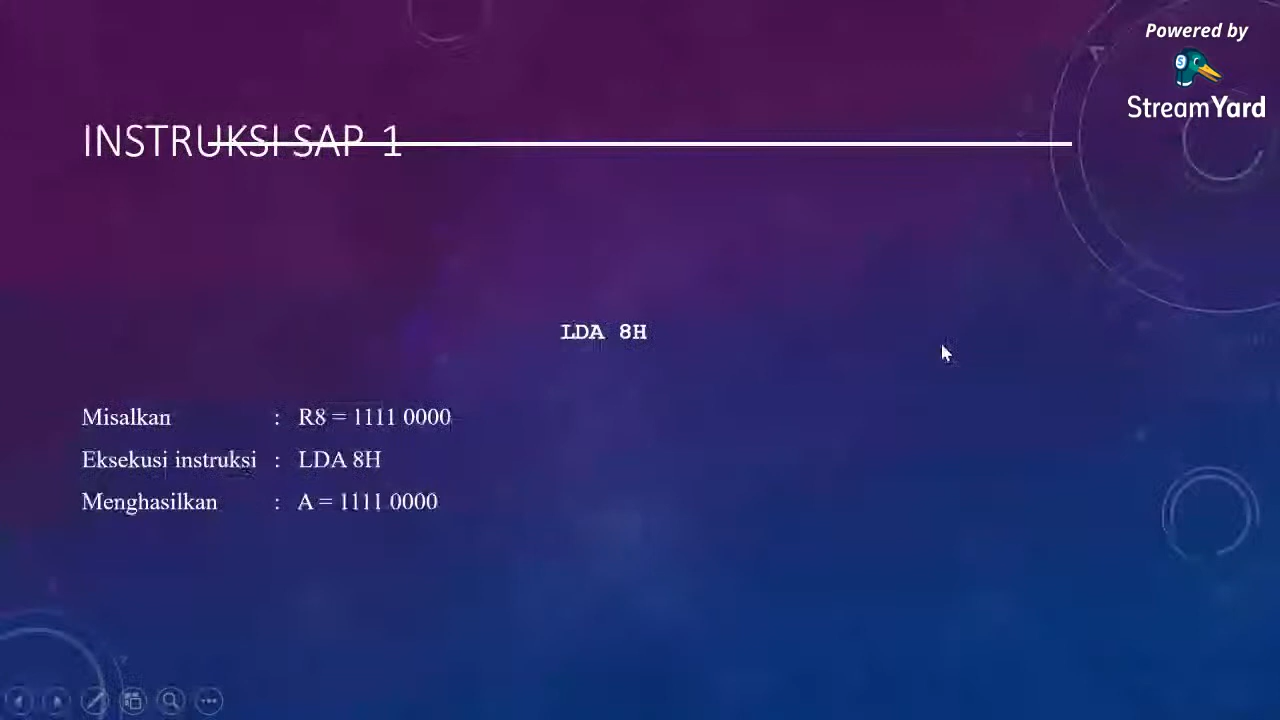 Powered by
StreamYard
INSTRUKSI SAP 1
LDA 8H
Misalkan : R8 = 1111 0000
Eksekusi instruksi : LDA 8H
Menghasilkan : A = 1111 0000